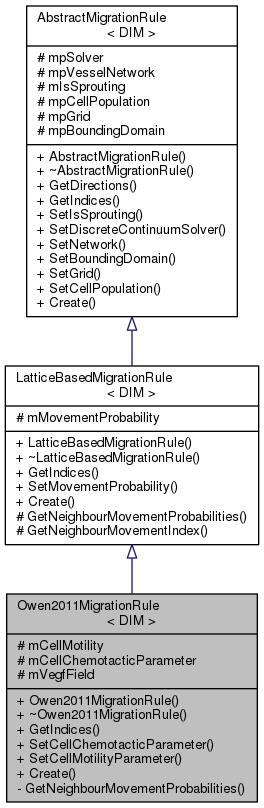 AbstractMigrationRule
< DIM >
# mpSolver
# mpVesselNetwork
# mIsSprouting
# mpCellPopulation
# mpGrid
# mpBoundingDomain
+ AbstractMigrationRule()
+ ~AbstractMigrationRule()
+ GetDirections()
+ GetIndices()
+ SetIsSprouting()
+ SetDiscreteContinuumSolver()
+ SetNetwork()
+ SetBoundingDomain()
+ SetGrid()
+ SetCellPopulation()
+ Create()
LatticeBasedMigrationRule
< DIM >
# mMovementProbability
+ LatticeBasedMigrationRule()
+ ~LatticeBasedMigrationRule()
+ GetIndices()
+ SetMovementProbability()
+ Create()
# GetNeighbourMovementProbabilities()
# GetNeighbourMovementIndex()
Owen2011MigrationRule
< DIM >
# mCellMotility
# mCellChemotacticParameter
# mVegfField
+ Owen2011MigrationRule()
+ ~Owen2011MigrationRule()
+ GetIndices()
+ SetCellChemotacticParameter()
+ SetCellMotilityParameter()
+ Create()
- GetNeighbourMovementProbabilities()